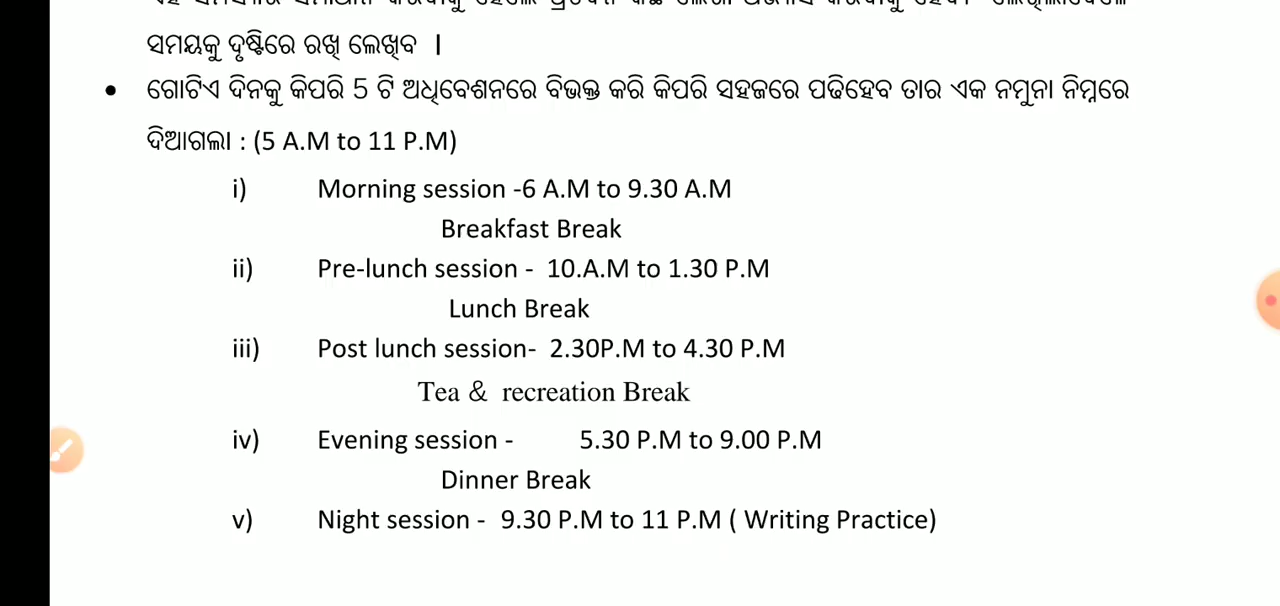 ସମୟକୁ ଦୃଷ୍ଟିରେ ରଖି ଲେଖିବ ।
• ଗୋଟିଏ ଦିନକୁ କିପରି 5 ଟି ଅଧିବେଶନରେ ବିଭକ୍ତ କରି କିପରି ସହଜରେ ପଢିହେବ ତାର ଏକ ନମୁନା ନିମ୍ନରେ
ଦିଆଗଲା : (5 A.M to 11 P.M)
i) Morning session -6 A.M to 9.30 A.M
Breakfast Break
ii) Pre-lunch session - 10.A.M to 1.30 P.M
Lunch Break
iii) Post lunch session- 2.30P.M to 4.30 P.M
Tea & recreation Break
iv) Evening session - 5.30 P.M to 9.00 P.M
Dinner Break
v) Night session - 9.30 P.M to 11 P.M ( Writing Practice)